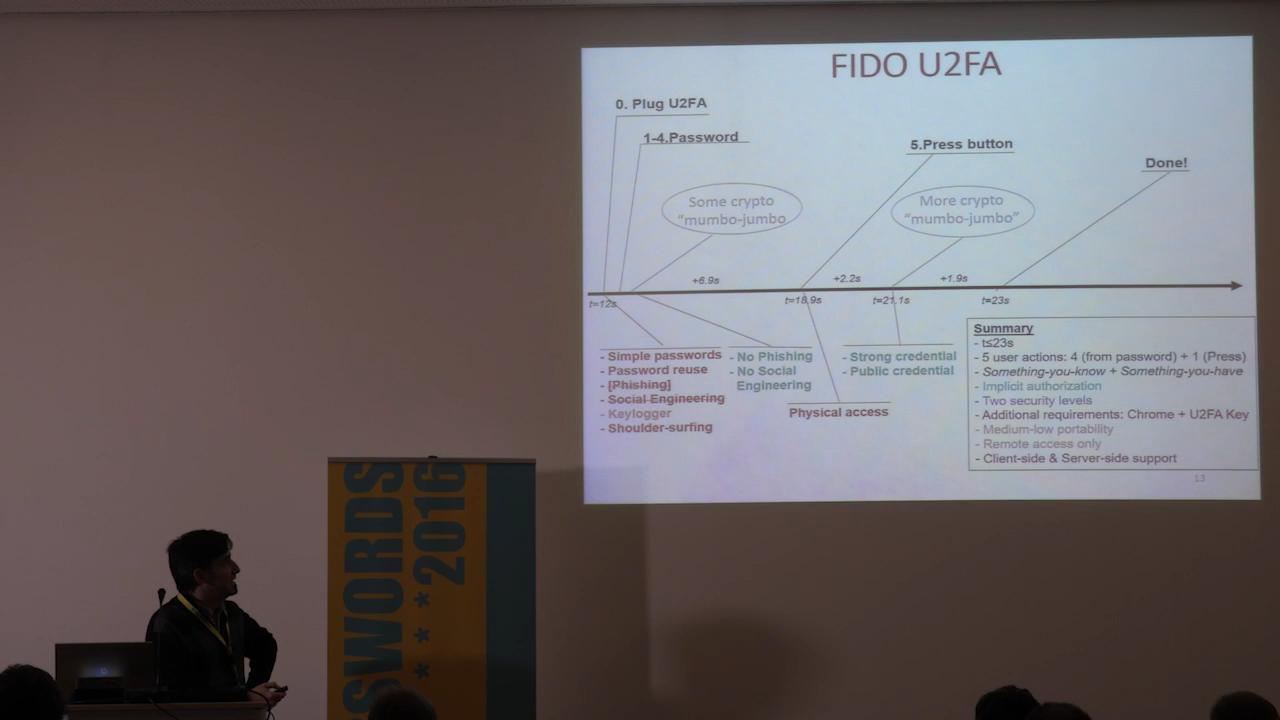 FIDO U2FA
0. Plug U2FA
1-4.Password
5.Press button
Done!
Some crypto
“mumbo-jumbo
More crypto
“mumbo-jumbo”
+6.9s
+2.2s
+1.9s
t=12s
t=18,9s
t=21,1s
t=23s
- Simple passwords
- Password reuse
- [Phishing]
- Social Engineering
- Keylogger
- Shoulder-surfing
- No Phishing
- No Social
Engineering
Physical access
- Strong credential
- Public credential
Summary
- t≤23s
- 5 user actions: 4 (from password) + 1 (Press)
- Something-you-know + Something-you-have
- Implicit authorization
- Two security levels
- Additional requirements: Chrome + U2FA Key
- Medium-low portability
- Remote access only
- Client-side & Server-side support
13
SWORDS
* * * 2016